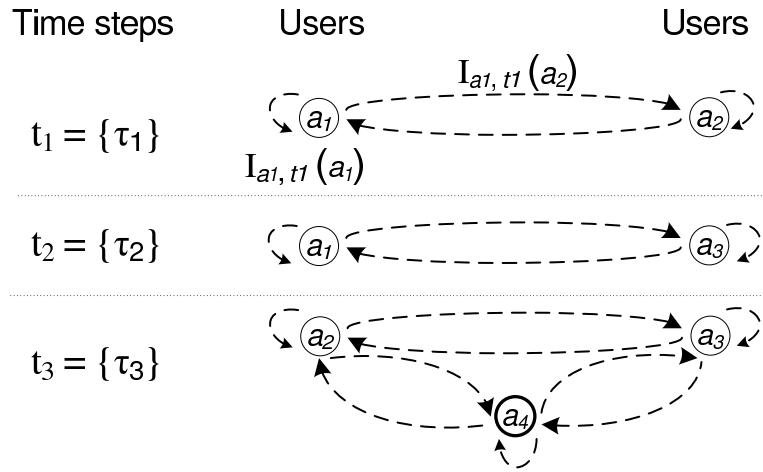 Time steps Users Users
I_{a1, t1}(a_2)
t_1 = {τ_1} a_1 a_2
I_{a1, t1}(a_1)
t_2 = {τ_2} a_1 a_3
a_2 a_3
t_3 = {τ_3}
a_4